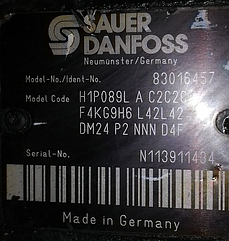 SAUER
DANFOSS
Neumünster/Germany
Model-No./Ident-No. 83016457
Model Code H1P089L A C2C2C
F4KG9H6 L42L42
DM24 P2 NNN D4F
Serial-No. N113911434
Made in Germany